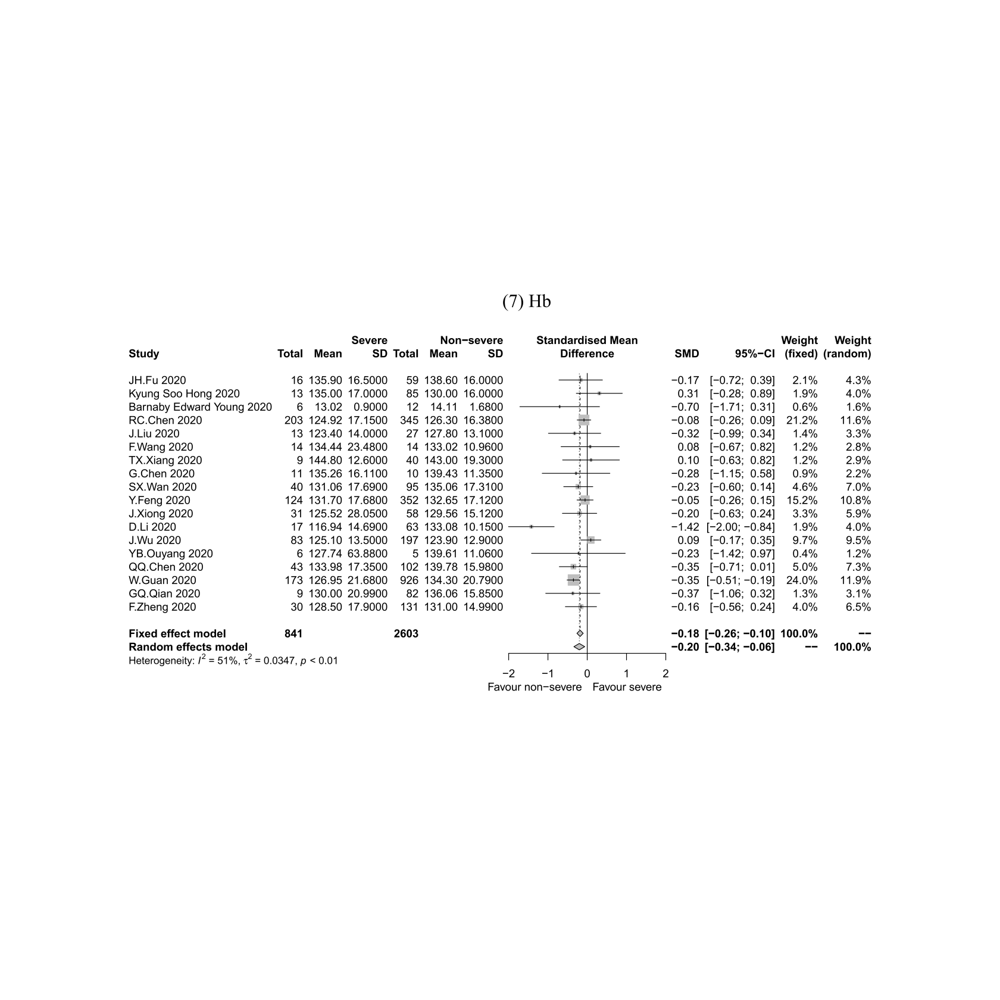 (7) Hb
Severe Non−severe Standardised Mean Weight Weight
Study Total Mean SD Total Mean SD Difference SMD 95%−CI (fixed) (random)
JH.Fu 2020 16 135.90 16.5000 59 138.60 16.0000 −0.17 [−0.72; 0.39] 2.1% 4.3%
Kyung Soo Hong 2020 13 135.00 17.0000 85 130.00 16.0000 0.31 [−0.28; 0.89] 1.9% 4.0%
Barnaby Edward Young 2020 6 13.02 0.9000 12 14.11 1.6800 −0.70 [−1.71; 0.31] 0.6% 1.6%
RC.Chen 2020 203 124.92 17.1500 345 126.30 16.3800 −0.08 [−0.26; 0.09] 21.2% 11.6%
J.Liu 2020 13 123.40 14.0000 27 127.80 13.1000 −0.32 [−0.99; 0.34] 1.4% 3.3%
F.Wang 2020 14 134.44 23.4800 14 133.02 10.9600 0.08 [−0.67; 0.82] 1.2% 2.8%
TX.Xiang 2020 9 144.80 12.6000 40 143.00 19.3000 0.10 [−0.63; 0.82] 1.2% 2.9%
G.Chen 2020 11 135.26 16.1100 10 139.43 11.3500 −0.28 [−1.15; 0.58] 0.9% 2.2%
SX.Wan 2020 40 131.06 17.6900 95 135.06 17.3100 −0.23 [−0.60; 0.14] 4.6% 7.0%
Y.Feng 2020 124 131.70 17.6800 352 132.65 17.1200 −0.05 [−0.26; 0.15] 15.2% 10.8%
J.Xiong 2020 31 125.52 28.0500 58 129.56 15.1200 −0.20 [−0.63; 0.24] 3.3% 5.9%
D.Li 2020 17 116.94 14.6900 63 133.08 10.1500 −1.42 [−2.00; −0.84] 1.9% 4.0%
J.Wu 2020 83 125.10 13.5000 197 123.90 12.9000 0.09 [−0.17; 0.35] 9.7% 9.5%
YB.Ouyang 2020 6 127.74 63.8800 5 139.61 11.0600 −0.23 [−1.42; 0.97] 0.4% 1.2%
QQ.Chen 2020 43 133.98 17.3500 102 139.78 15.9800 −0.35 [−0.71; 0.01] 5.0% 7.3%
W.Guan 2020 173 126.95 21.6800 926 134.30 20.7900 −0.35 [−0.51; −0.19] 24.0% 11.9%
GQ.Qian 2020 9 130.00 20.9900 82 136.06 15.8500 −0.37 [−1.06; 0.32] 1.3% 3.1%
F.Zheng 2020 30 128.50 17.9000 131 131.00 14.9900 −0.16 [−0.56; 0.24] 4.0% 6.5%
Fixed effect model 841 2603 −0.18 [−0.26; −0.10] 100.0% −−
Random effects model −0.20 [−0.34; −0.06] −− 100.0%
Heterogeneity: I² = 51%, τ² = 0.0347, p < 0.01
−2 −1 0 1 2
Favour non−severe Favour severe